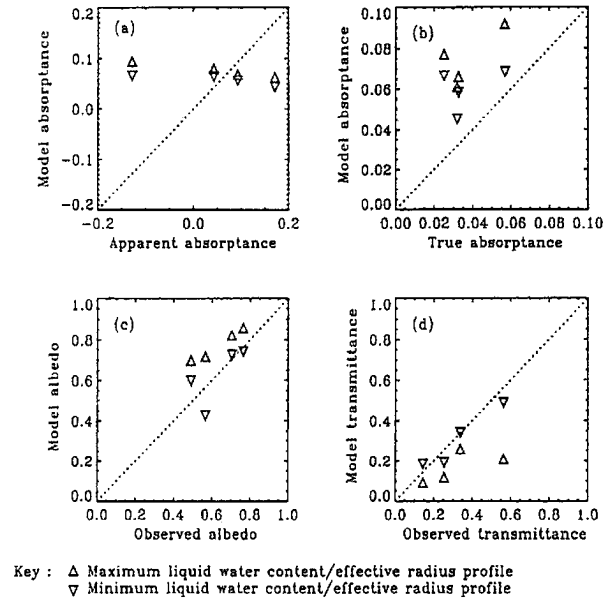 (a)
Model absorptance
0.2
0.1
0.0
-0.1
-0.2
-0.2
0.0
0.2
Apparent absorptance
(b)
Model absorptance
0.10
0.08
0.06
0.04
0.02
0.00
0.00 0.02 0.04 0.06 0.08 0.10
True absorptance
(c)
Model albedo
1.0
0.8
0.6
0.4
0.2
0.0
0.0 0.2 0.4 0.6 0.8 1.0
Observed albedo
(d)
Model transmittance
1.0
0.8
0.6
0.4
0.2
0.0
0.0 0.2 0.4 0.6 0.8 1.0
Observed transmittance
Key : △ Maximum liquid water content/effective radius profile
▽ Minimum liquid water content/effective radius profile